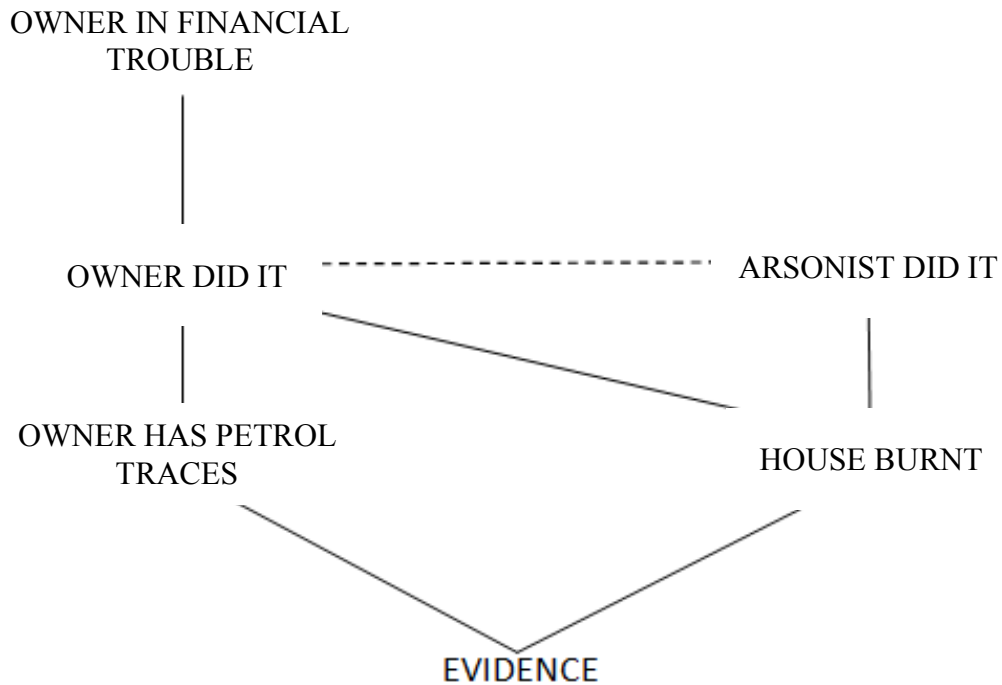 OWNER IN FINANCIAL
TROUBLE
OWNER DID IT
ARSONIST DID IT
OWNER HAS PETROL
TRACES
HOUSE BURNT
EVIDENCE